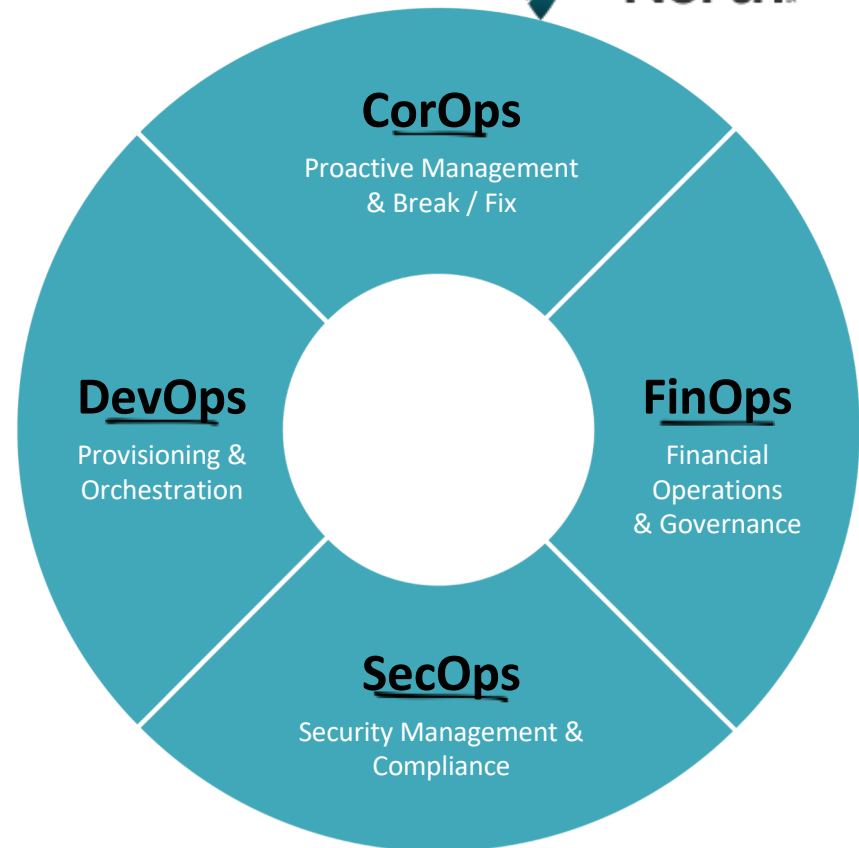 CorOps
Proactive Management
& Break / Fix
DevOps
Provisioning &
Orchestration
FinOps
Financial
Operations
& Governance
SecOps
Security Management &
Compliance